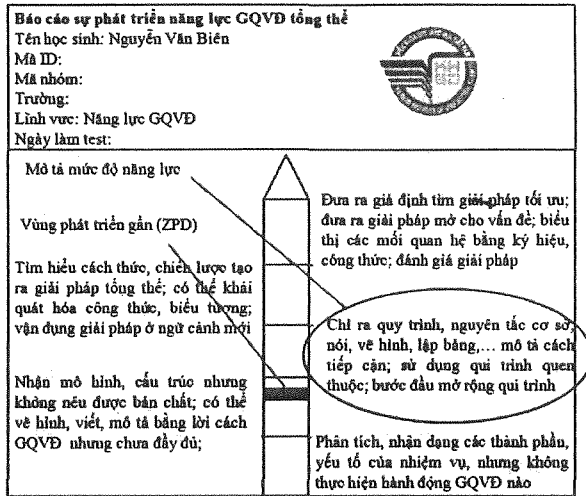 Báo cáo sự phát triển năng lực GQVĐ tổng thể
Tên học sinh: Nguyễn Văn Biên
Mã ID:
Mã nhóm:
Trường:
Lĩnh vực: Năng lực GQVĐ
Ngày làm test:
Mô tả mức độ năng lực
Vùng phát triển gần (ZPD)
Tìm hiểu cách thức, chiến lược tạo
ra giải pháp tổng thể; có thể khái
quát hóa công thức, biểu tượng;
vận dụng giải pháp ở ngữ cảnh mới
Nhận mô hình, cấu trúc nhưng
không nêu được bản chất; có thể
vẽ hình, viết, mô tả bằng lời cách
GQVĐ nhưng chưa đầy đủ;
Đưa ra giả định tìm giải pháp tối ưu;
đưa ra giải pháp mở cho vấn đề; biểu
thị các mối quan hệ bằng ký hiệu,
công thức; đánh giá giải pháp
Chỉ ra quy trình, nguyên tắc cơ sở;
nói, vẽ hình, lập bảng,... mô tả cách
tiếp cận; sử dụng qui trình quen
thuộc; bước đầu mở rộng qui trình
Phân tích, nhận dạng các thành phần,
yếu tố của nhiệm vụ, nhưng không
thực hiện hành động GQVĐ nào